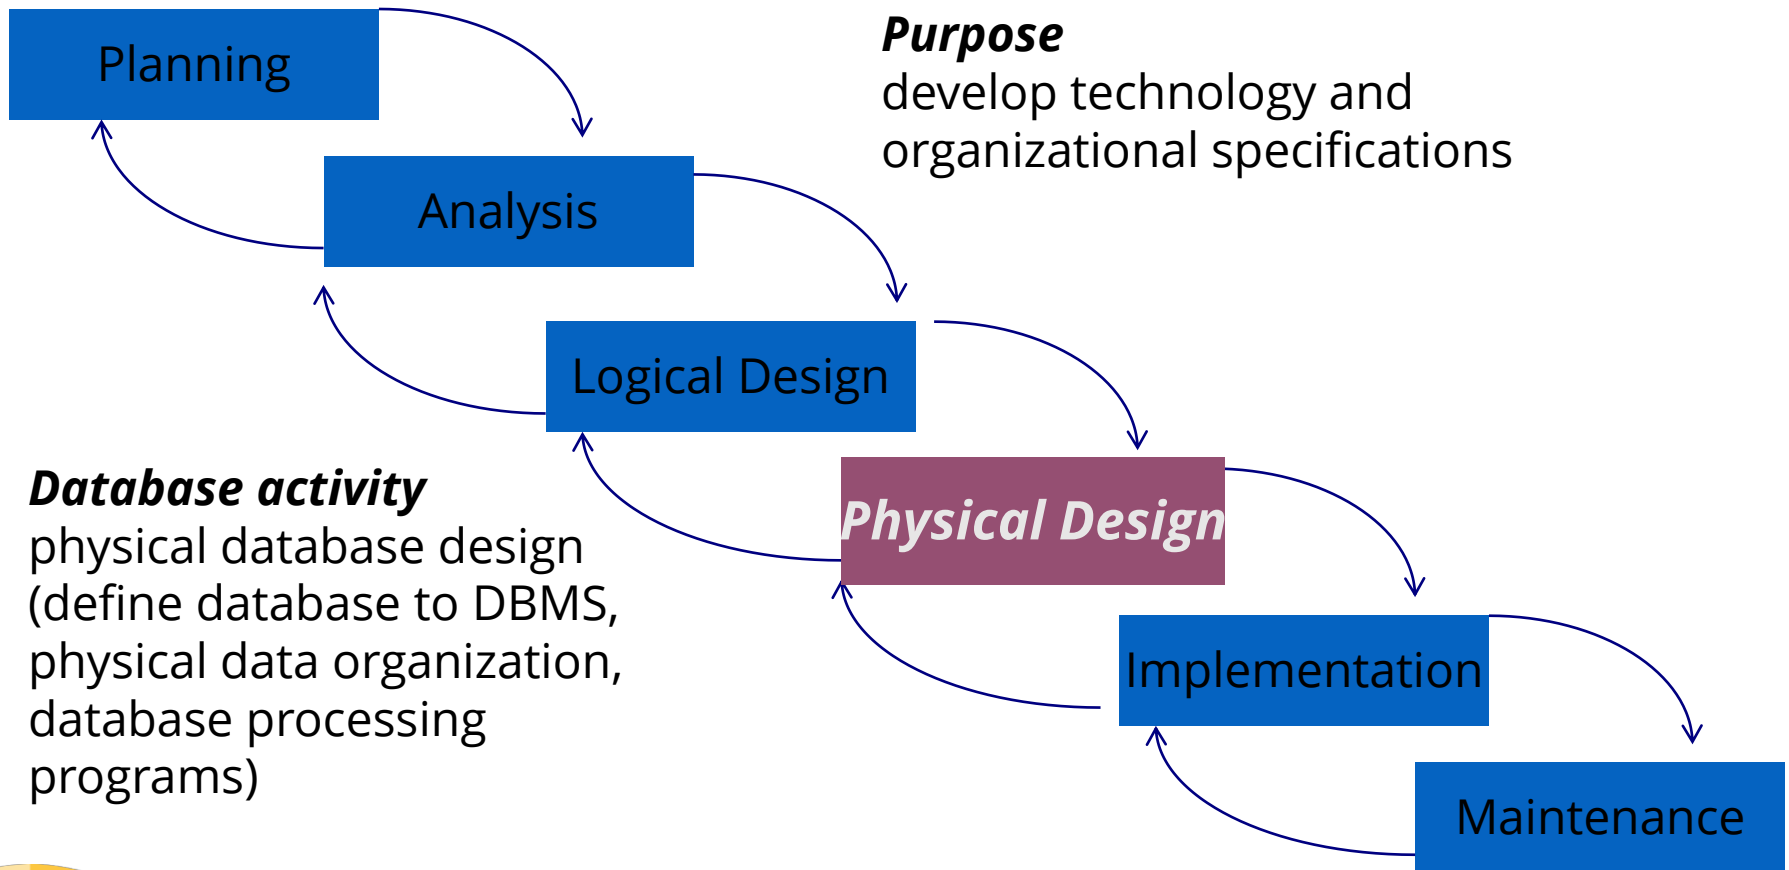 Planning
Purpose
develop technology and
organizational specifications
Analysis
Logical Design
Database activity
physical database design
(define database to DBMS,
physical data organization,
database processing
programs)
Physical Design
Implementation
Maintenance